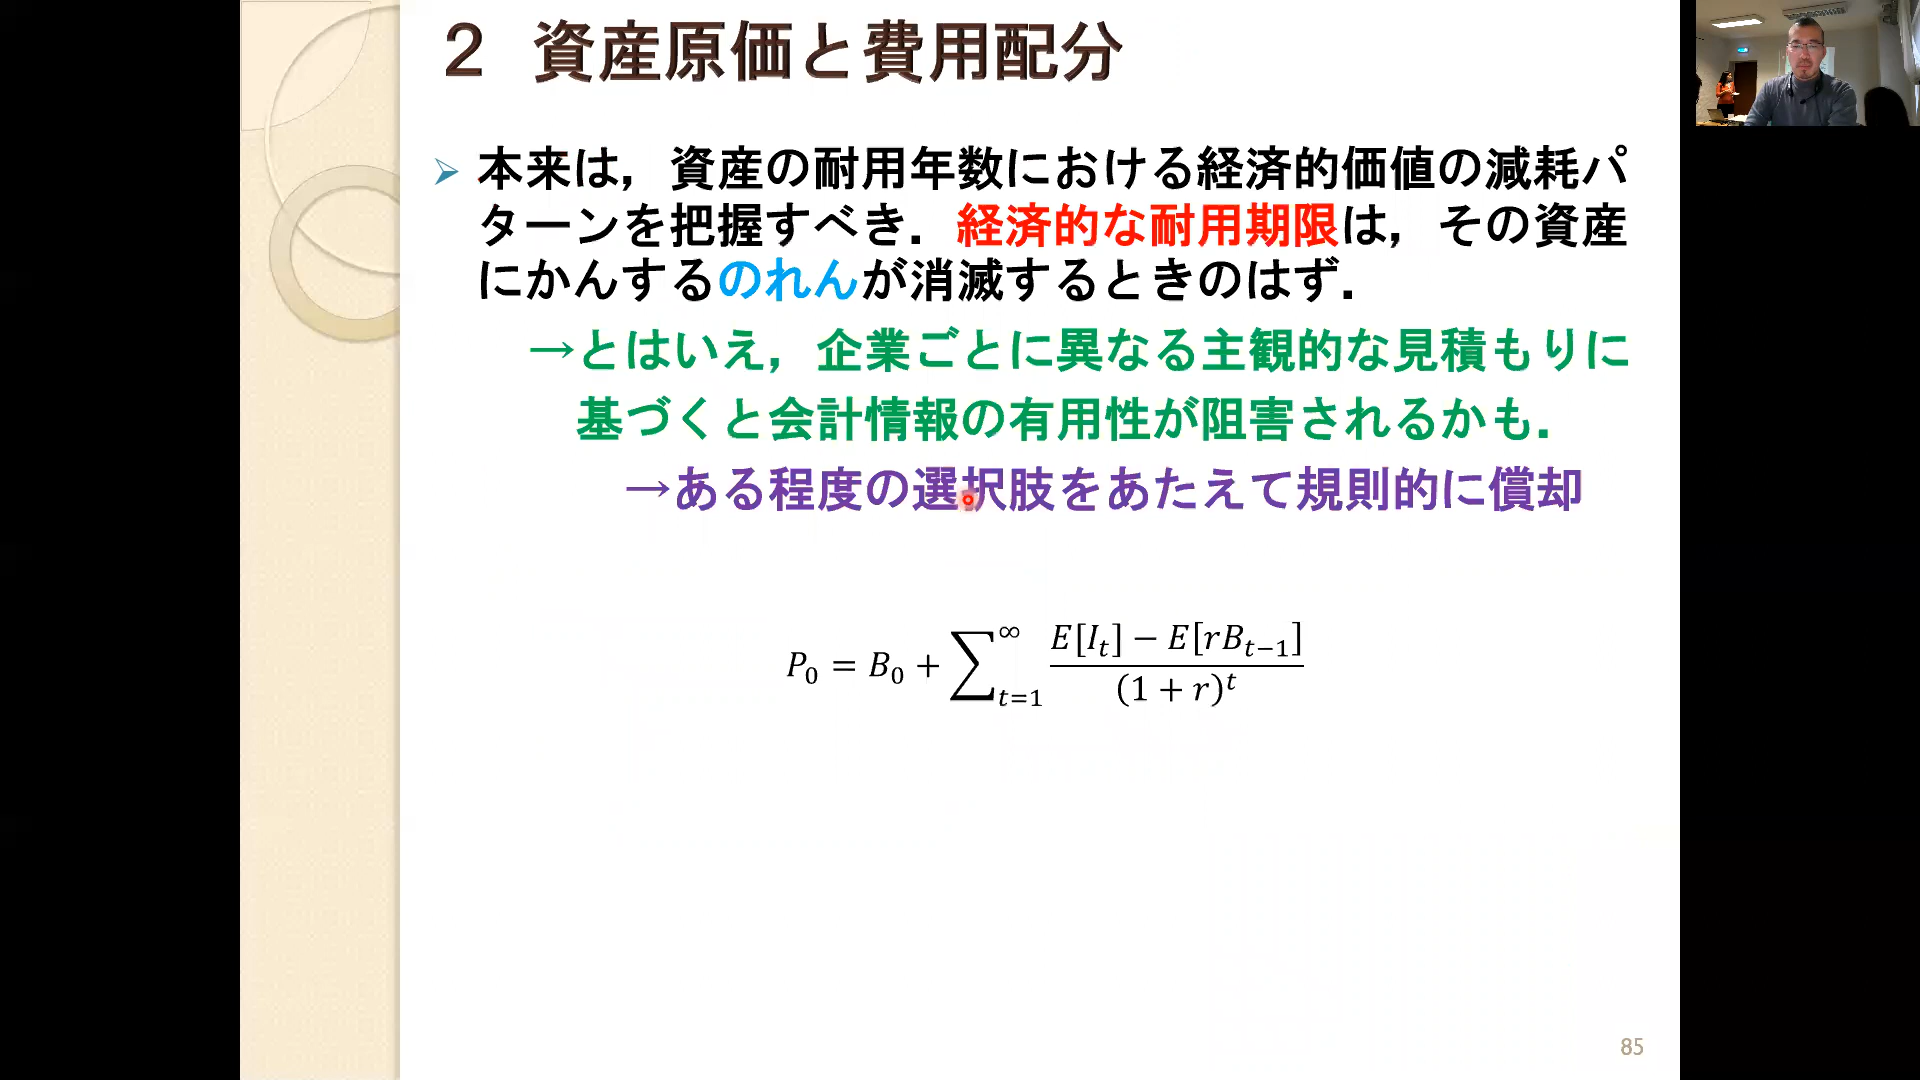 ２　資産原価と費用配分
➢ 本来は，資産の耐用年数における経済的価値の減耗パ
ターンを把握すべき．経済的な耐用期限は，その資産
にかんするのれんが消滅するときのはず．
→とはいえ，企業ごとに異なる主観的な見積もりに
基づくと会計情報の有用性が阻害されるかも．
→ある程度の選択肢をあたえて規則的に償却
$P_0 = B_0 + \sum_{t=1}^{\infty} \frac{E[I_t] - E[rB_{t-1}]}{(1+r)^t}$
85